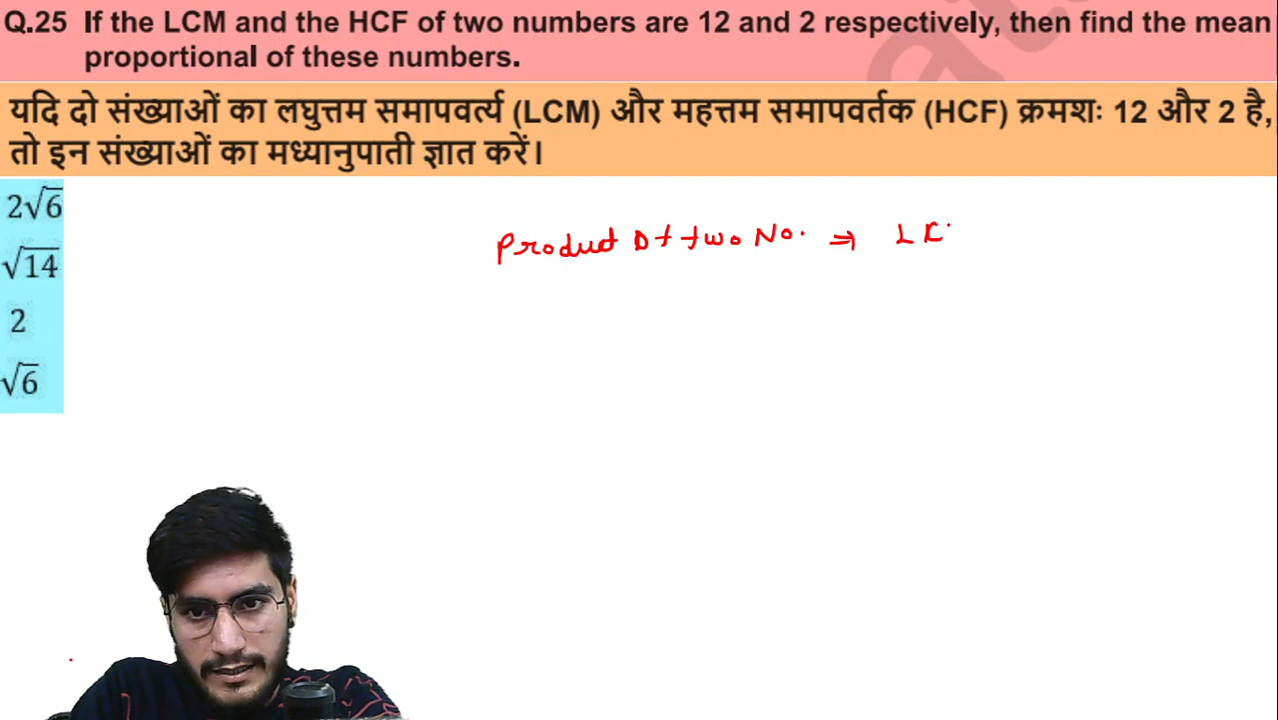 Q.25 If the LCM and the HCF of two numbers are 12 and 2 respectively, then find the mean
proportional of these numbers.
यदि दो संख्याओं का लघुत्तम समापवर्त्य (LCM) और महत्तम समापवर्तक (HCF) क्रमशः 12 और 2 है,
तो इन संख्याओं का मध्यानुपाती ज्ञात करें।
2√6
Product Of two No. ⇒ LC
√14
2
√6